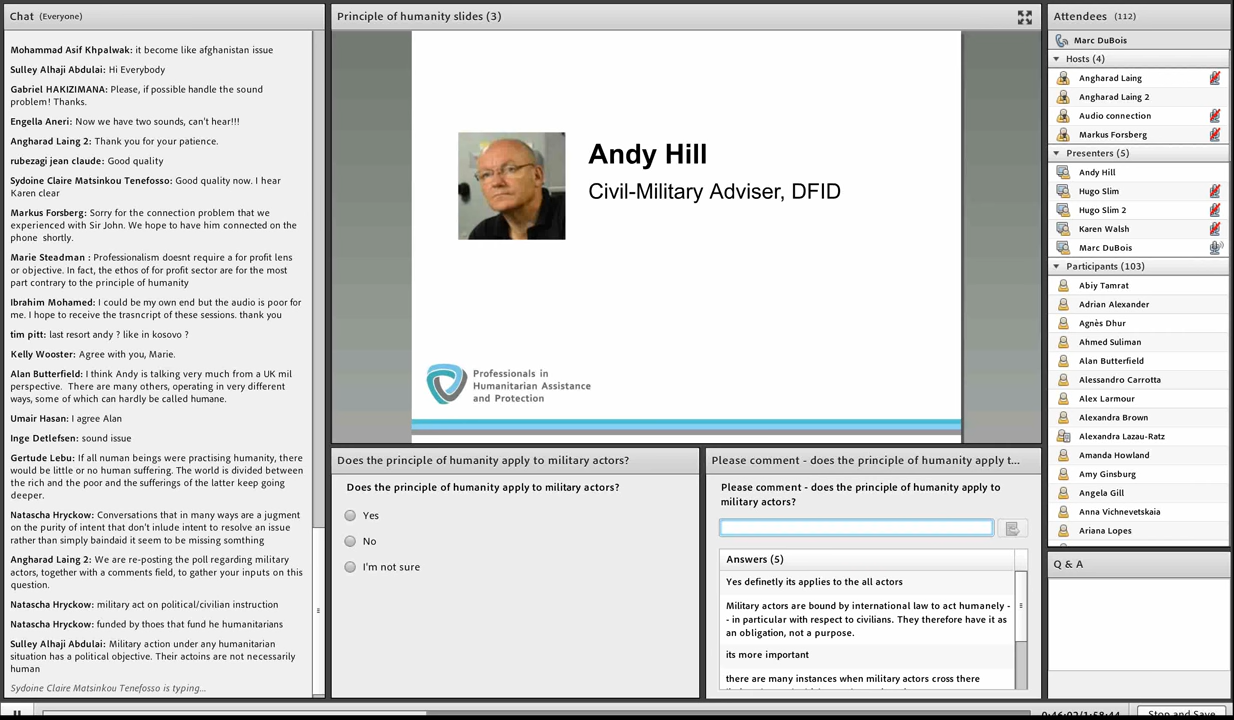 Chat (Everyone)
Mohammad Asif Khpalwak: it become like afghanistan issue
Sulley Alhaji Abdulai: Hi Everybody
Gabriel HAKIZIMANA: Please, if possible handle the sound
problem! Thanks.
Engella Aneri: Now we have two sounds, can't hear!!!
Angharad Laing 2: Thank you for your patience.
rubezagi jean claude: Good quality
Sydoine Claire Matsinkou Tenefosso: Good quality now. I hear
Karen clear
Markus Forsberg: Sorry for the connection problem that we
experienced with Sir John. We hope to have him connected on the
phone shortly.
Marie Steadman : Professionalism doesnt require a for profit lens
or objective. In fact, the ethos of for profit sector are for the most
part contrary to the principle of humanity
Ibrahim Mohamed: I could be my own end but the audio is poor for
me. I hope to receive the trasncript of these sessions. thank you
tim pitt: last resort andy ? like in kosovo ?
Kelly Wooster: Agree with you, Marie.
Alan Butterfield: I think Andy is talking very much from a UK mil
perspective. There are many others, operating in very different
ways, some of which can hardly be called humane.
Umair Hasan: I agree Alan
Inge Detlefsen: sound issue
Gertude Lebu: If all numan beings were practising humanity, there
would be little or no human suffering. The world is divided between
the rich and the poor and the sufferings of the latter keep going
deeper.
Natascha Hryckow: Conversations that in many ways are a jugment
on the purity of intent that don't inlude intent to resolve an issue
rather than simply baindaid it seem to be missing somthing
Angharad Laing 2: We are re-posting the poll regarding military
actors, together with a comments field, to gather your inputs on this
question.
Natascha Hryckow: military act on political/civilian instruction
Natascha Hryckow: funded by thoes that fund he humanitarians
Sulley Alhaji Abdulai: Military action under any humanitarian
situation has a political objective. Their actoins are not necessarily
human
Sydoine Claire Matsinkou Tenefosso is typing...
Principle of humanity slides (3)
Andy Hill
Civil-Military Adviser, DFID
Professionals in
Humanitarian Assistance
and Protection
Does the principle of humanity apply to military actors?
Does the principle of humanity apply to military actors?
Yes
No
I'm not sure
Please comment - does the principle of humanity apply t...
Please comment - does the principle of humanity apply to
military actors?
Answers (5)
Yes definetly its applies to the all actors
Military actors are bound by international law to act humanely -
- in particular with respect to civilians. They therefore have it as
an obligation, not a purpose.
its more important
there are many instances when military actors cross there
Attendees (112)
Marc DuBois
Hosts (4)
Angharad Laing
Angharad Laing 2
Audio connection
Markus Forsberg
Presenters (5)
Andy Hill
Hugo Slim
Hugo Slim 2
Karen Walsh
Marc DuBois
Participants (103)
Abiy Tamrat
Adrian Alexander
Agnès Dhur
Ahmed Suliman
Alan Butterfield
Alessandro Carrotta
Alex Larmour
Alexandra Brown
Alexandra Lazau-Ratz
Amanda Howland
Amy Ginsburg
Angela Gill
Anna Vichnevetskaia
Ariana Lopes
Q & A
0:46:02/1:58:44
Stop and Save